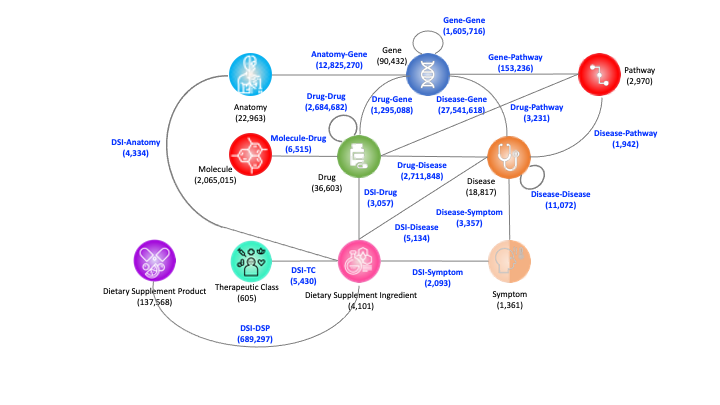 Gene-Gene
(1,605,716)
Gene
(90,432)
Anatomy-Gene
(12,825,270)
Gene-Pathway
(153,236)
Pathway
(2,970)
Anatomy
(22,963)
Drug-Drug
(2,684,682)
Drug-Gene
(1,295,088)
Disease-Gene
(27,541,618)
Drug-Pathway
(3,231)
Disease-Pathway
(1,942)
DSI-Anatomy
(4,334)
Molecule-Drug
(6,515)
Molecule
(2,065,015)
Drug
(36,603)
Drug-Disease
(2,711,848)
Disease
(18,817)
DSI-Drug
(3,057)
Disease-Disease
(11,072)
Disease-Symptom
(3,357)
DSI-Disease
(5,134)
Dietary Supplement Product
(137,568)
Therapeutic Class
(605)
DSI-TC
(5,430)
Dietary Supplement Ingredient
(4,101)
DSI-Symptom
(2,093)
Symptom
(1,361)
DSI-DSP
(689,297)